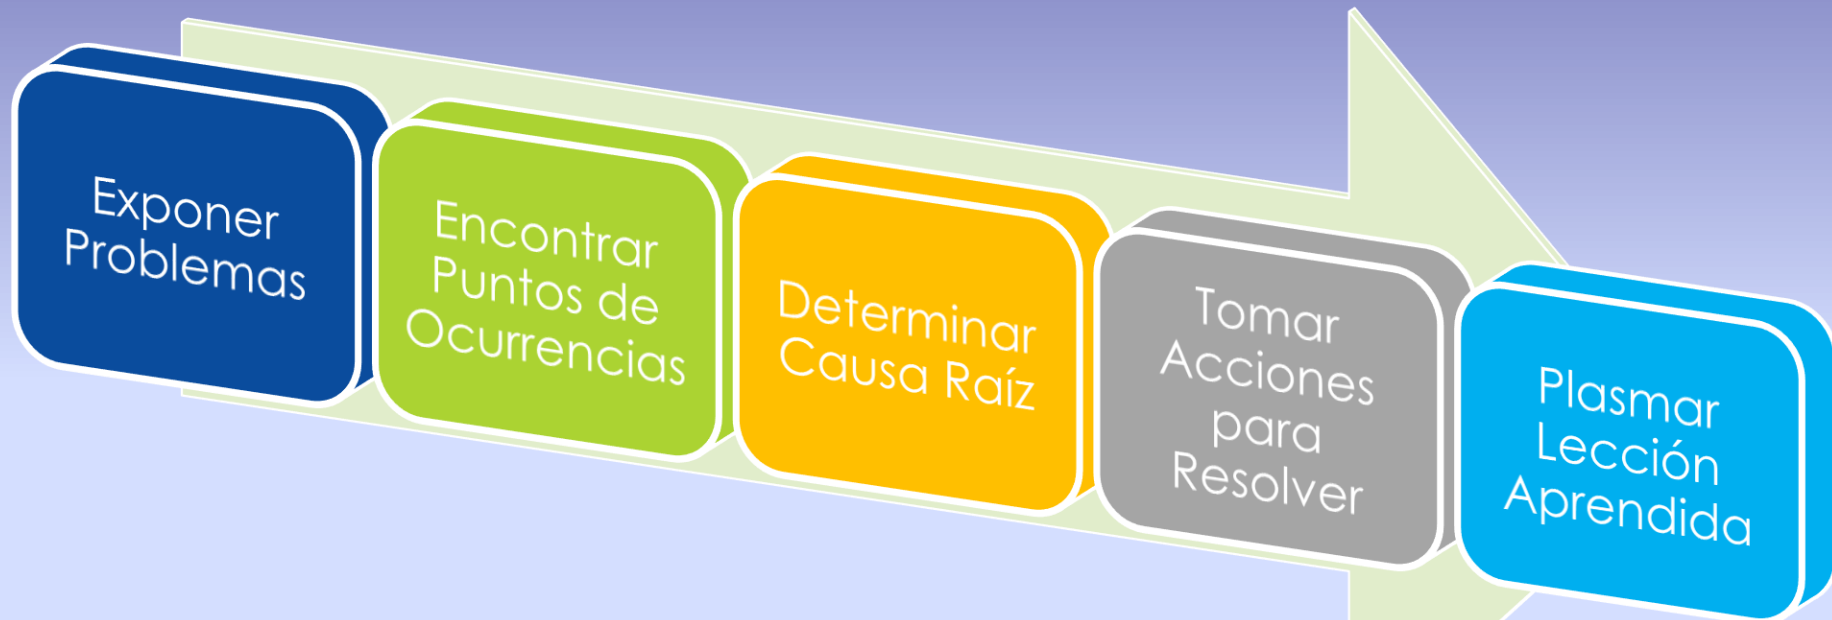 Exponer
Problemas
Encontrar
Puntos de
Ocurrencias
Determinar
Causa Raíz
Tomar
Acciones
para
Resolver
Plasmar
Lección
Aprendida